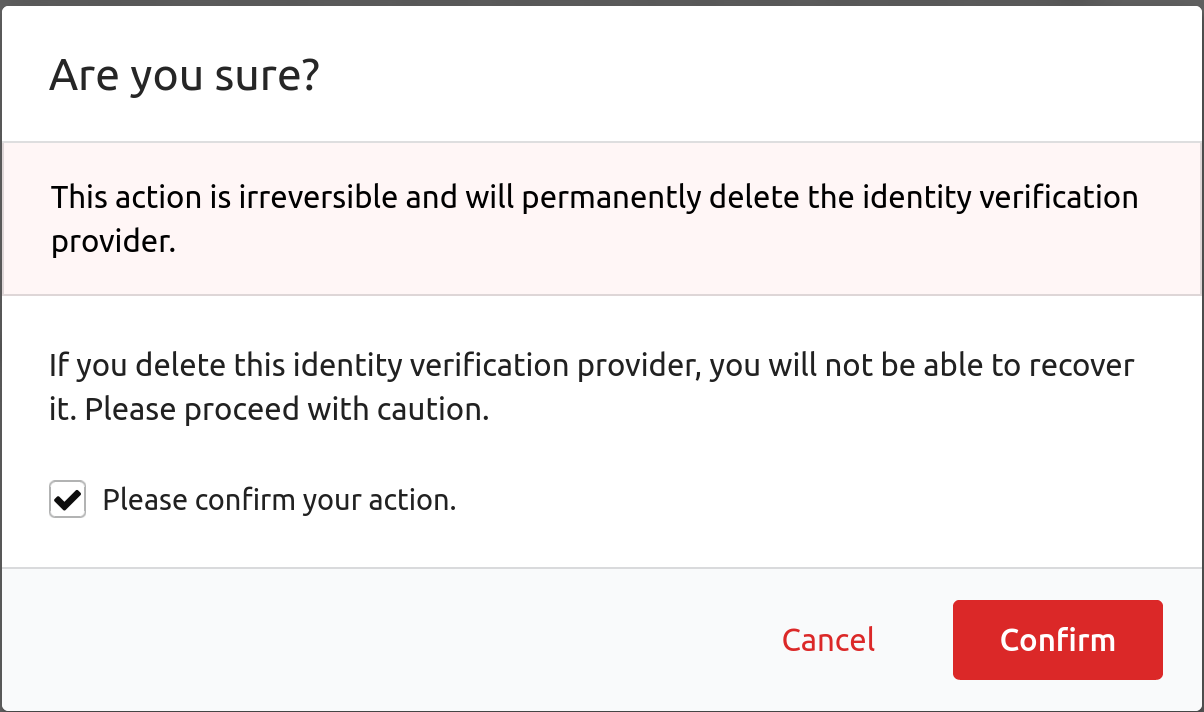 Are you sure?
This action is irreversible and will permanently delete the identity verification
provider.
If you delete this identity verification provider, you will not be able to recover
it. Please proceed with caution.
Please confirm your action.
Cancel
Confirm